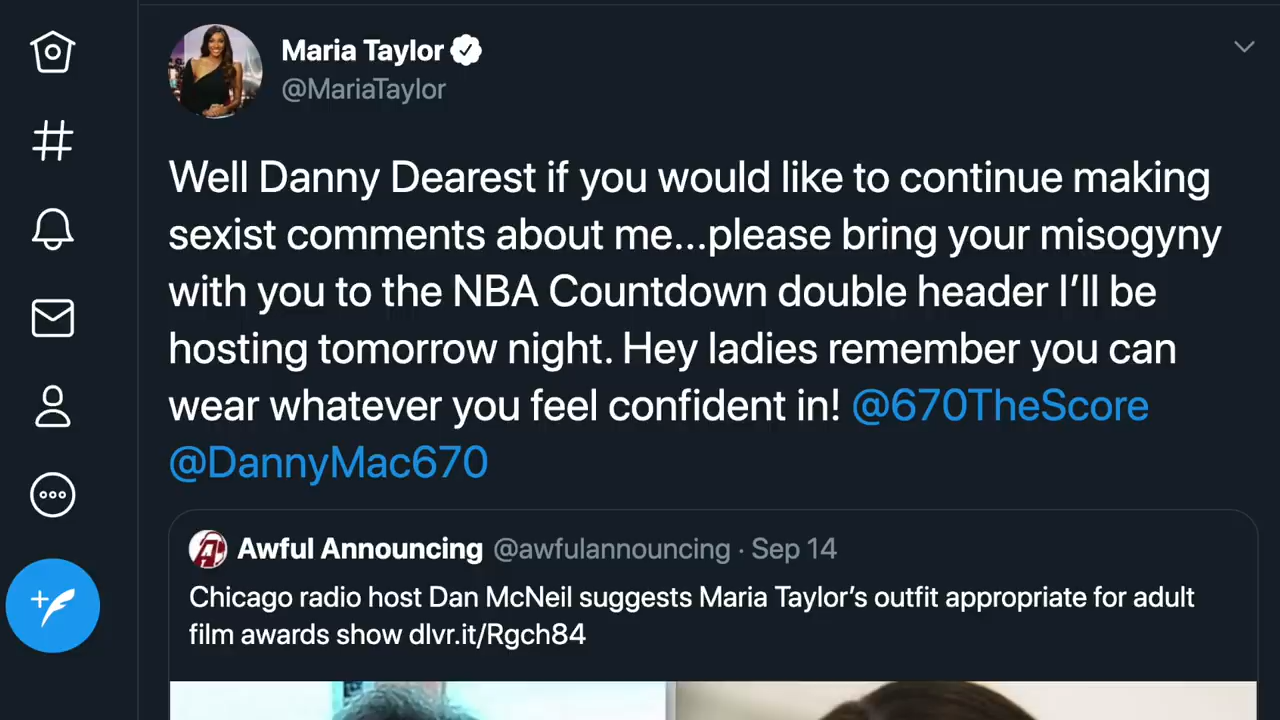 Maria Taylor
@MariaTaylor
Well Danny Dearest if you would like to continue making
sexist comments about me...please bring your misogyny
with you to the NBA Countdown double header I’ll be
hosting tomorrow night. Hey ladies remember you can
wear whatever you feel confident in! @670TheScore
@DannyMac670
Awful Announcing @awfulannouncing · Sep 14
Chicago radio host Dan McNeil suggests Maria Taylor’s outfit appropriate for adult
film awards show dlvr.it/Rgch84